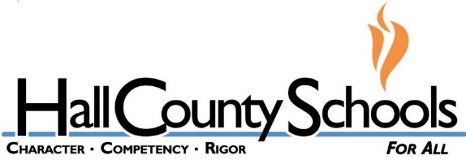 Hall County Schools
CHARACTER · COMPETENCY · RIGOR FOR ALL